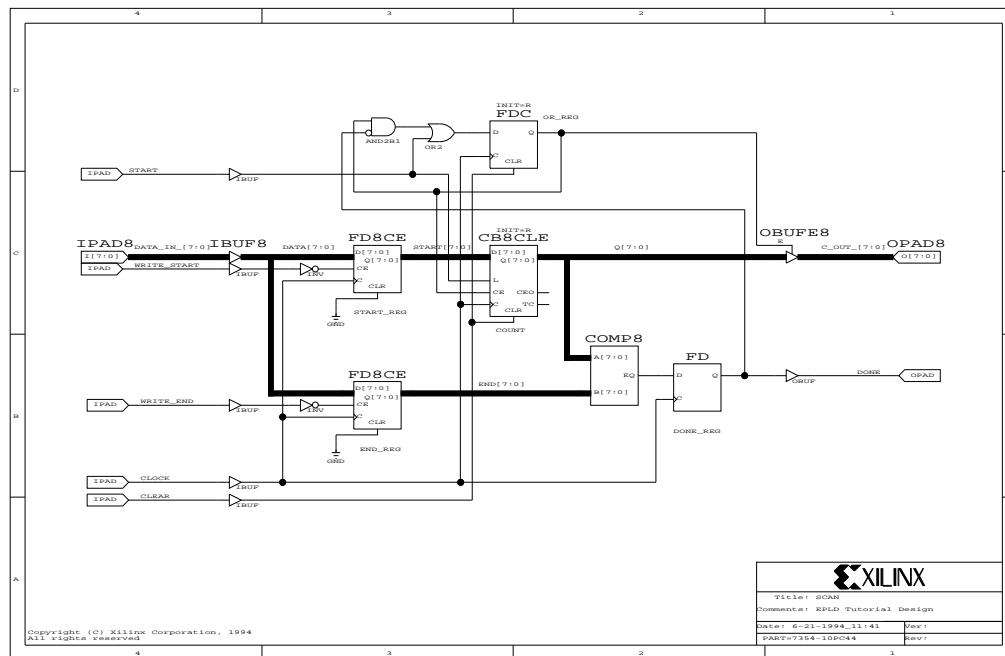 4 3 2 1
D
INIT=R
FDC
OE_REG
D Q
C
CLR
AND2B1
OR2
IPAD START IBUF
C
IPAD8 DATA_IN_[7:0] IBUF8 DATA[7:0] FD8CE START[7:0] INIT=R CB8CLE Q[7:0] OBUFE8 C_OUT_[7:0] OPAD8
I[7:0] D[7:0] D[7:0] E O[7:0]
Q[7:0] Q[7:0]
IPAD WRITE_START IBUF INV CE L
C CE CEO
CLR C TC
GND START_REG CLR
COUNT
COMP8
A[7:0]
FD
FD8CE END[7:0] EQ D Q OBUF DONE OPAD
D[7:0] B[7:0]
Q[7:0] C
B
IPAD WRITE_END IBUF INV CE
C
CLR DONE_REG
GND END_REG
IPAD CLOCK IBUF
IPAD CLEAR IBUF
A
XILINX
Title: SCAN
Comments: EPLD Tutorial Design
Date: 6-21-1994_11:41 Ver:
PART=7354-10PC44 Rev:
Copyright (C) Xilinx Corporation, 1994
All rights reserved
4 3 2 1